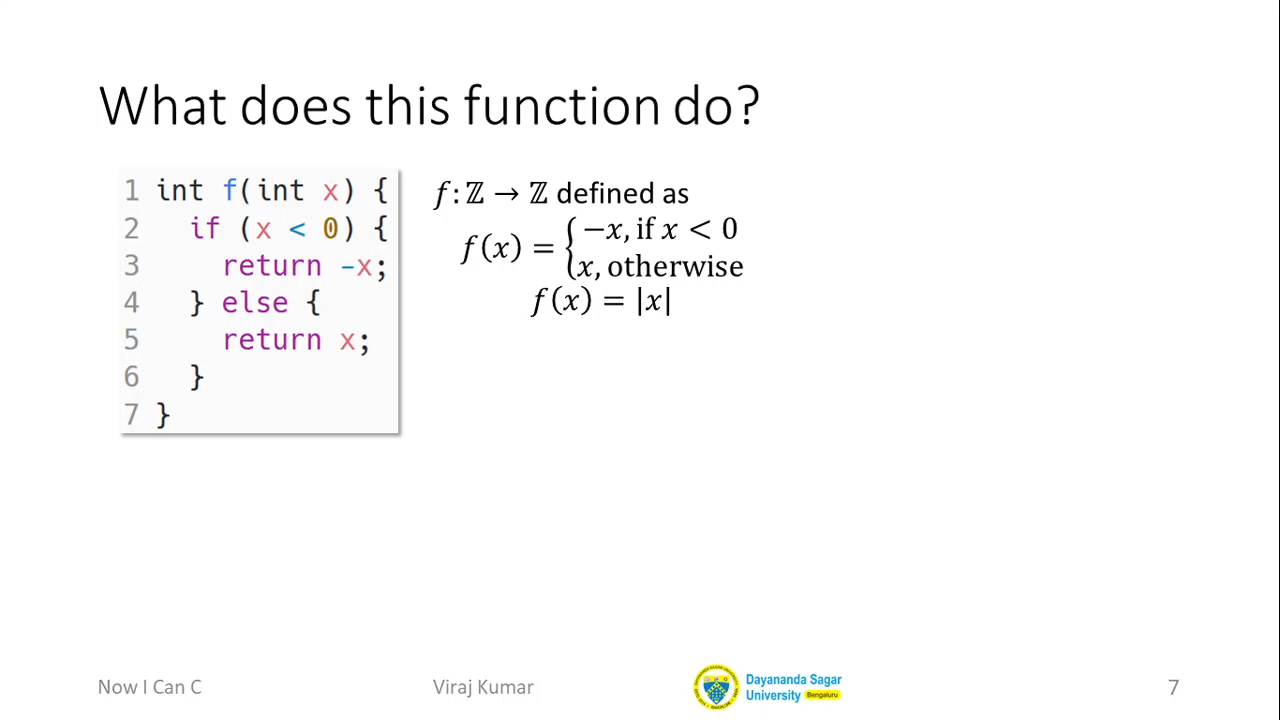 What does this function do?
1 int f(int x) {
2   if (x < 0) {
3     return -x;
4   } else {
5     return x;
6   }
7 }
f: ℤ → ℤ defined as
f(x) = { −x, if x < 0
x, otherwise
f(x) = |x|
Now I Can C
Viraj Kumar
Dayananda Sagar
University Bengaluru
7